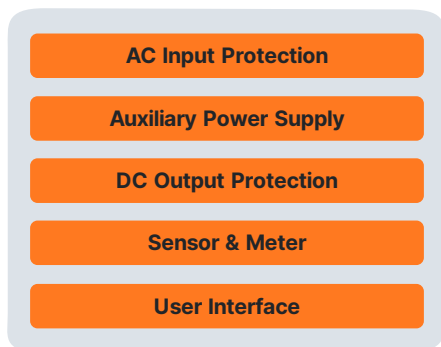 AC Input Protection
Auxiliary Power Supply
DC Output Protection
Sensor & Meter
User Interface